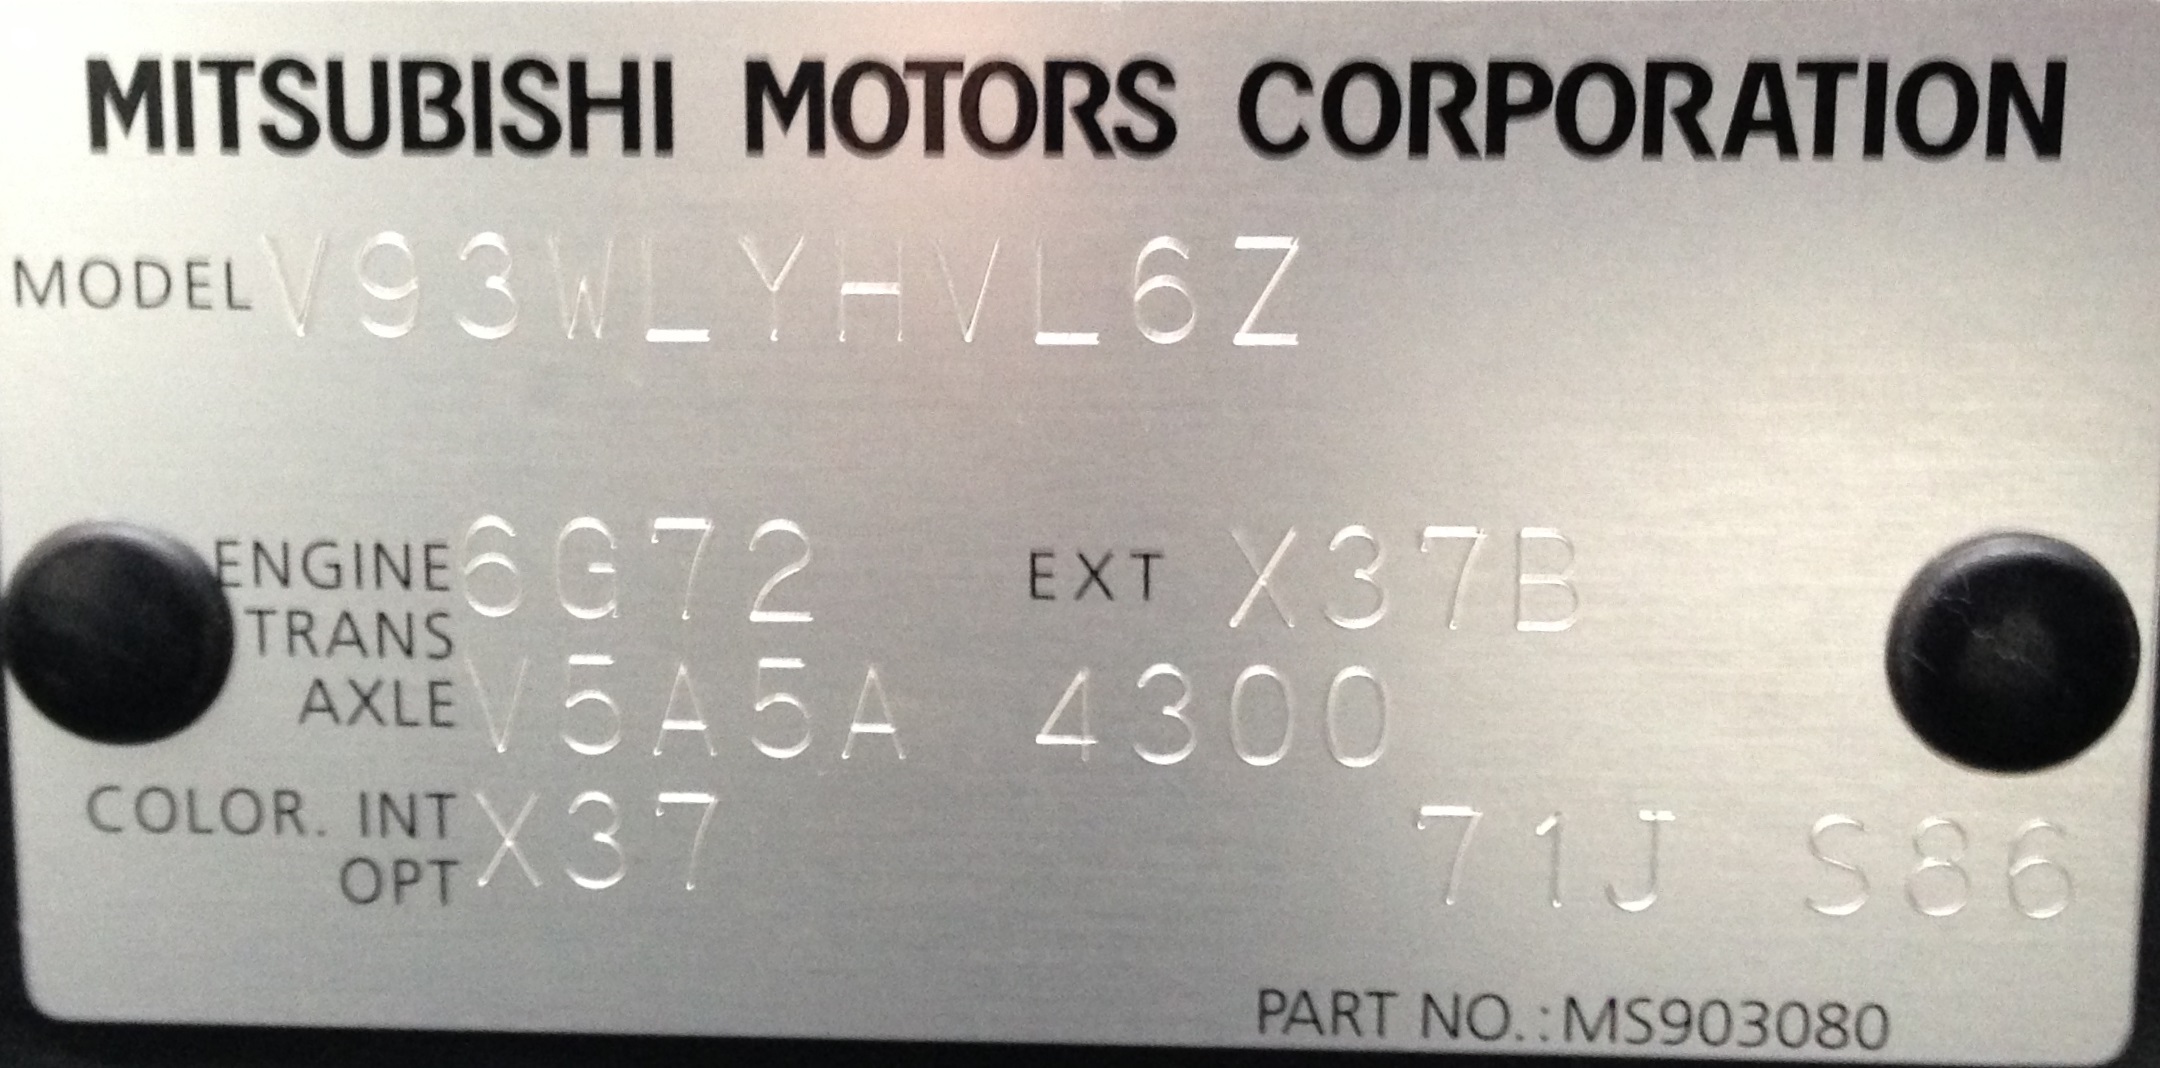 MITSUBISHI MOTORS CORPORATION
MODEL V93WLYHVL6Z
ENGINE 6G72 EXT X37B
TRANS
AXLE V5A5A 4300
COLOR. INT X37 71J S86
OPT
PART NO.:MS903080